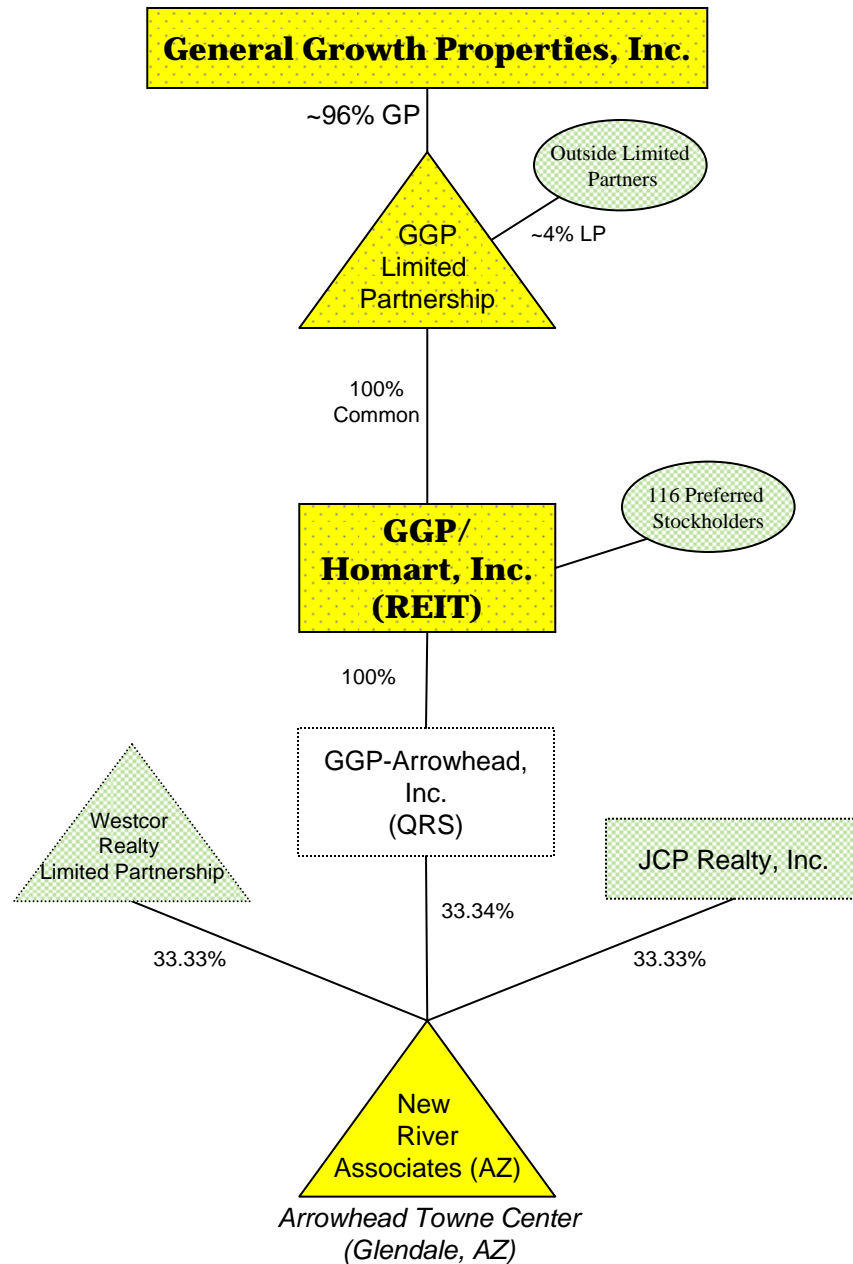 General Growth Properties, Inc.
~96% GP
Outside Limited
Partners
~4% LP
GGP
Limited
Partnership
100%
Common
116 Preferred
Stockholders
GGP/
Homart, Inc.
(REIT)
100%
GGP-Arrowhead,
Inc.
(QRS)
Westcor
Realty
Limited Partnership
JCP Realty, Inc.
33.33%
33.34%
33.33%
New
River
Associates (AZ)
Arrowhead Towne Center
(Glendale, AZ)